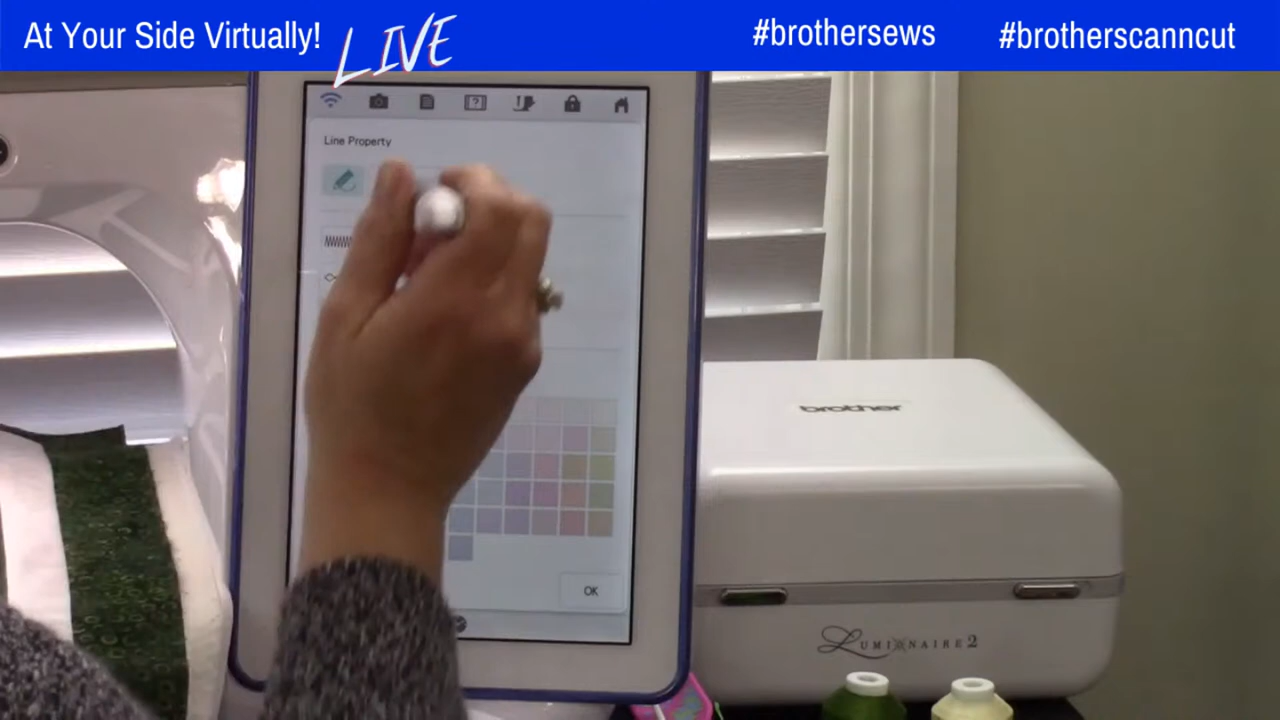 At Your Side Virtually! LIVE
#brothersews
#brotherscanncut
Line Property
OK
brother
LUMINAIRE 2